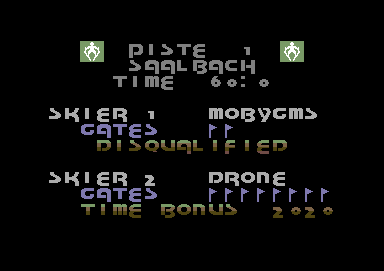 PISTE 1
SAALBACH
TIME 60:0
SKIER 1 MOBYGMS
GATES
DISQUALIFIED
SKIER 2 DRONE
GATES
TIME BONUS 2020